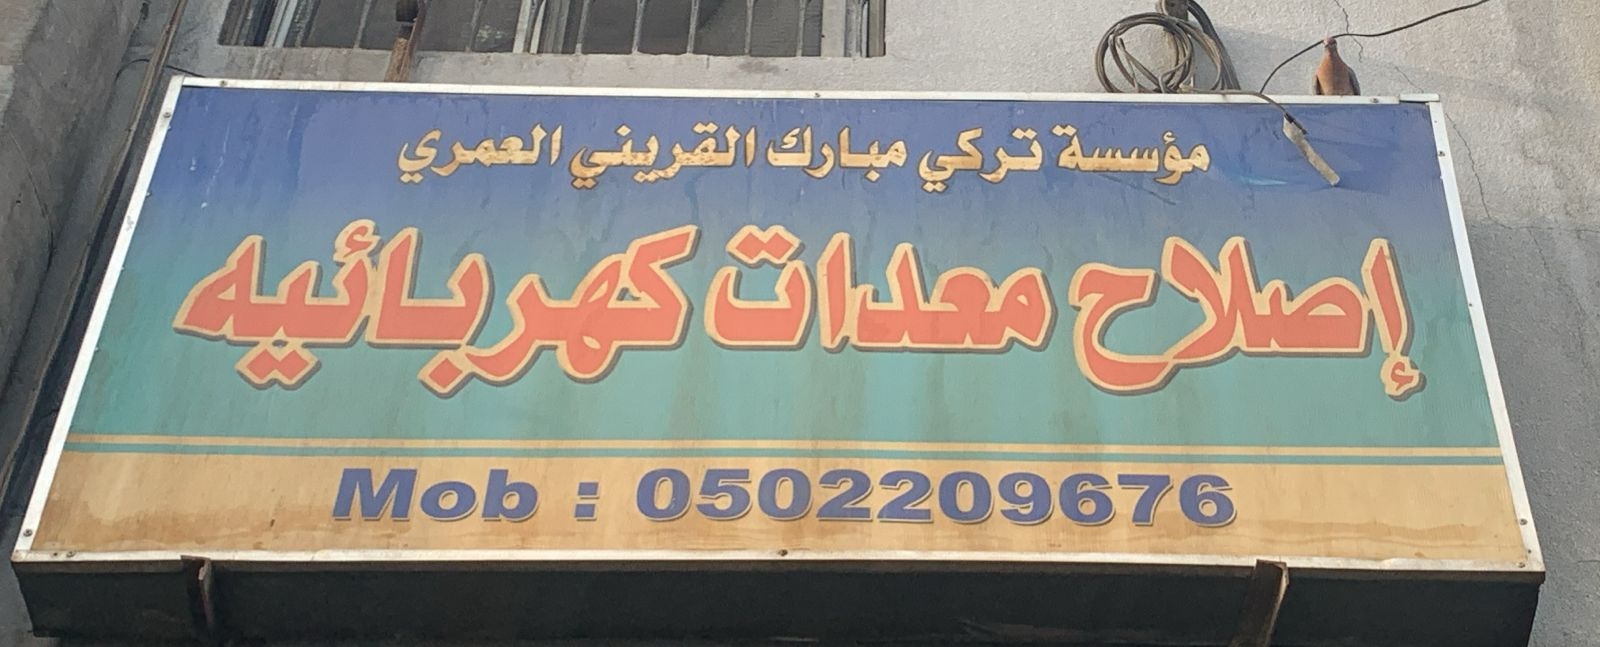 مؤسسة تركي مبارك القريني العمري
إصلاح معدات كهربائيه
Mob : 0502209676